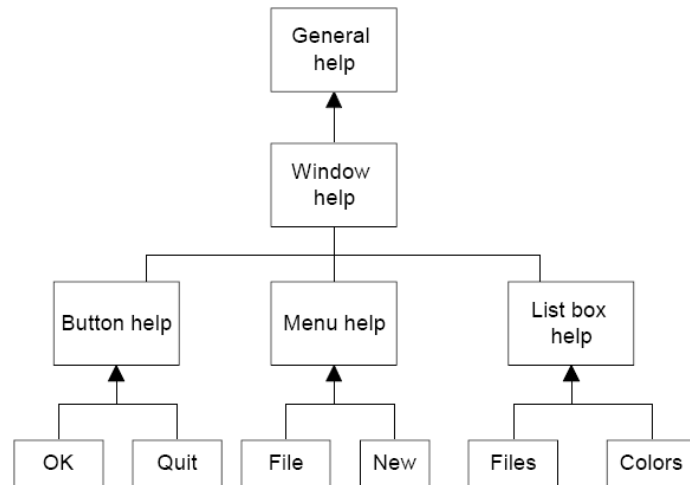 General
help
Window
help
Button help
Menu help
List box
help
OK
Quit
File
New
Files
Colors